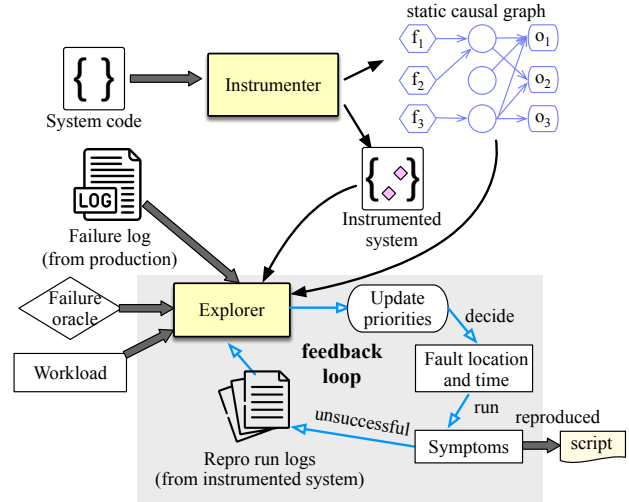 static causal graph
f1
o1
{ }
Instrumenter
f2
o2
System code
f3
o3
{ }
LOG
Instrumented
system
Failure log
(from production)
Failure
oracle
Explorer
Update
priorities
decide
Workload
feedback
loop
Fault location
and time
run
unsuccessful
reproduced
Symptoms
script
Repro run logs
(from instrumented system)